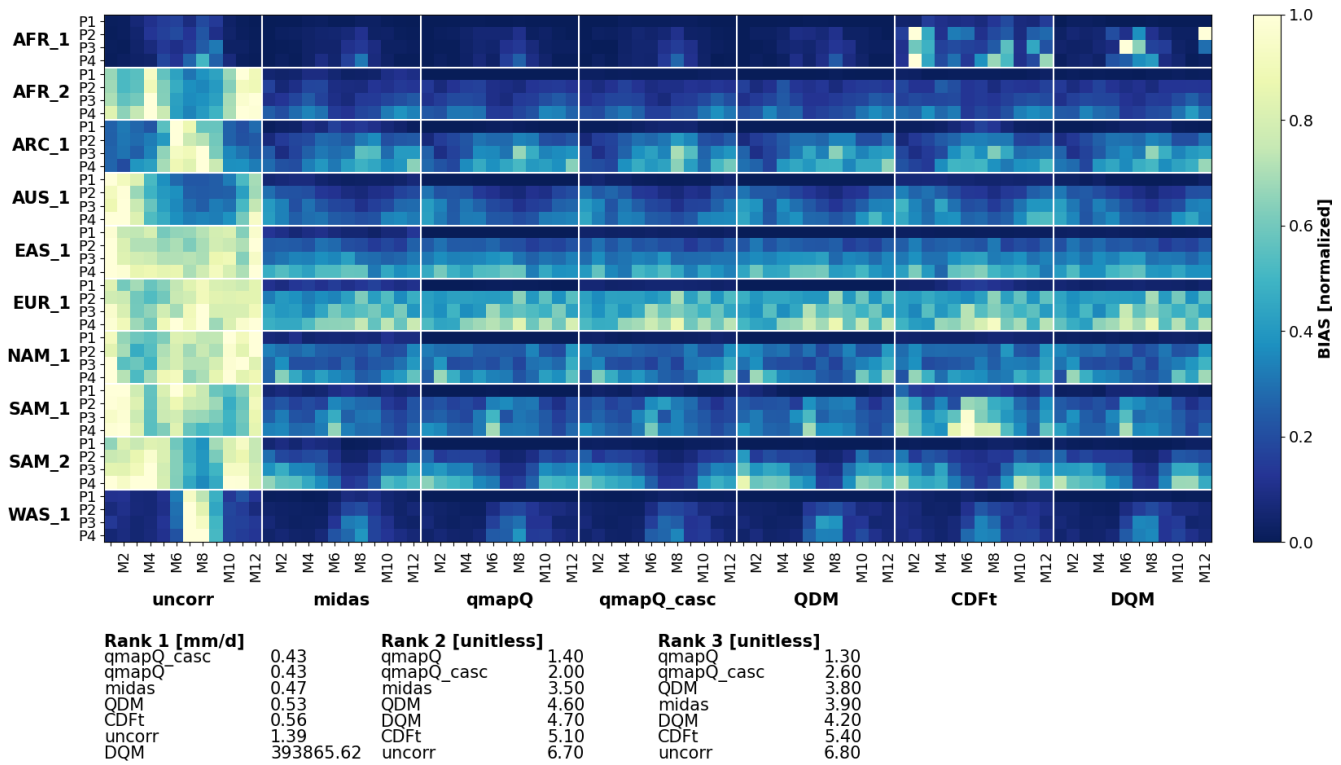 AFR_1
P1
P2
P3
P4
AFR_2
P1
P2
P3
P4
ARC_1
P1
P2
P3
P4
AUS_1
P1
P2
P3
P4
EAS_1
P1
P2
P3
P4
EUR_1
P1
P2
P3
P4
NAM_1
P1
P2
P3
P4
SAM_1
P1
P2
P3
P4
SAM_2
P1
P2
P3
P4
WAS_1
P1
P2
P3
P4
M2 M4 M6 M8 M10 M12 M2 M4 M6 M8 M10 M12 M2 M4 M6 M8 M10 M12 M2 M4 M6 M8 M10 M12 M2 M4 M6 M8 M10 M12 M2 M4 M6 M8 M10 M12 M2 M4 M6 M8 M10 M12
uncorr midas qmapQ qmapQ_casc QDM CDFt DQM
1.0
0.8
0.6
0.4
0.2
0.0
BIAS [normalized]
Rank 1 [mm/d] Rank 2 [unitless] Rank 3 [unitless]
qmapQ_casc 0.43 qmapQ 1.40 qmapQ 1.30
qmapQ 0.43 qmapQ_casc 2.00 qmapQ_casc 2.60
midas 0.47 midas 3.50 QDM 3.80
QDM 0.53 QDM 4.60 midas 3.90
CDFt 0.56 DQM 4.70 DQM 4.20
uncorr 1.39 CDFt 5.10 CDFt 5.40
DQM 393865.62 uncorr 6.70 uncorr 6.80